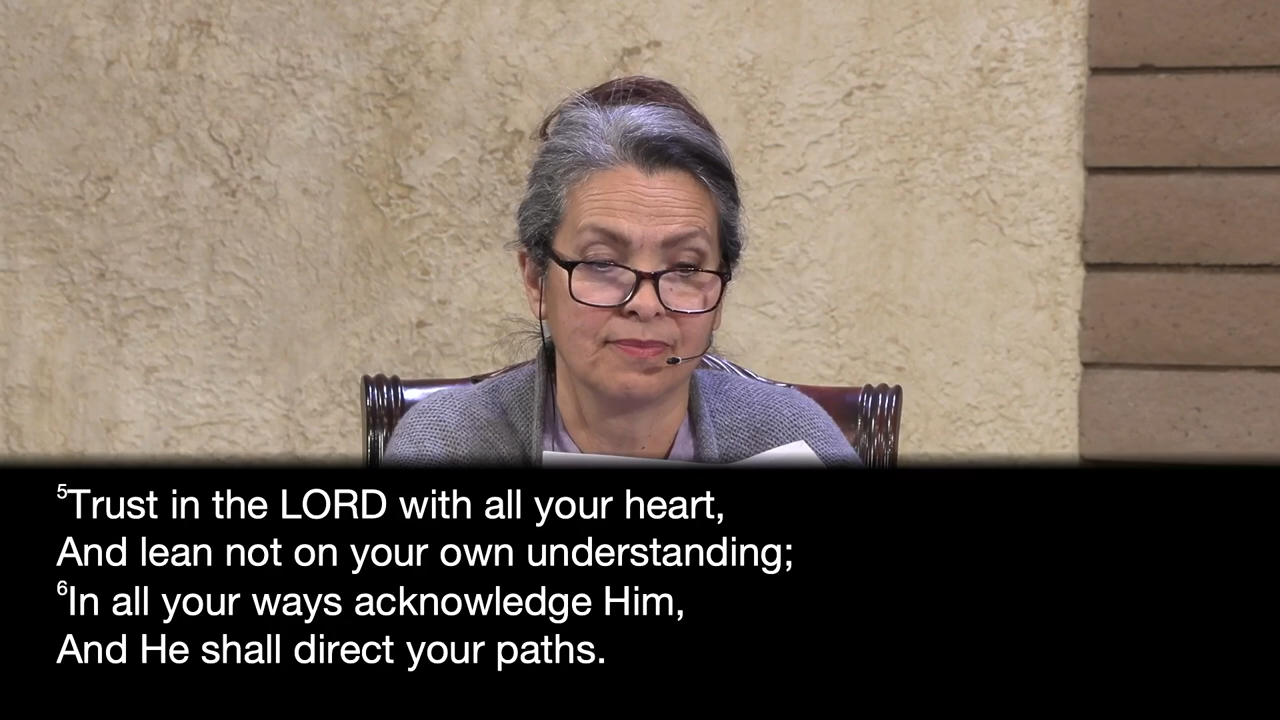 ⁵Trust in the LORD with all your heart,
And lean not on your own understanding;
⁶In all your ways acknowledge Him,
And He shall direct your paths.